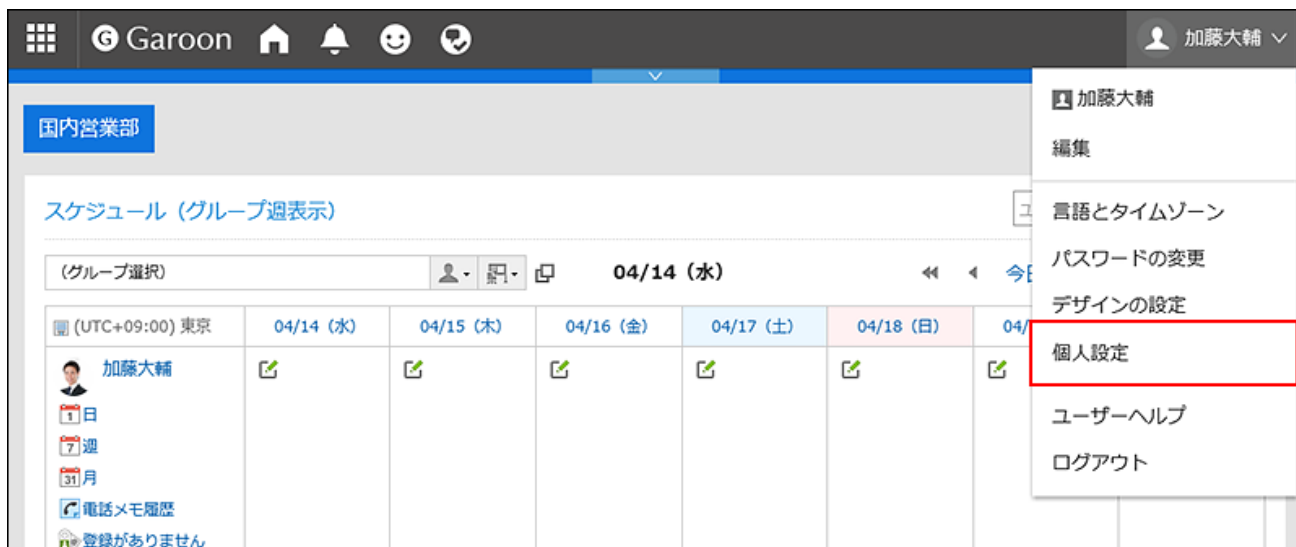 Garoon
加藤大輔
加藤大輔
編集
国内営業部
スケジュール（グループ週表示）
言語とタイムゾーン
パスワードの変更
デザインの設定
個人設定
ユーザーヘルプ
ログアウト
（グループ選択）
04/14（水）
(UTC+09:00) 東京
04/14（水）
04/15（木）
04/16（金）
04/17（土）
04/18（日）
04/
加藤大輔
日
週
月
電話メモ履歴
登録がありません